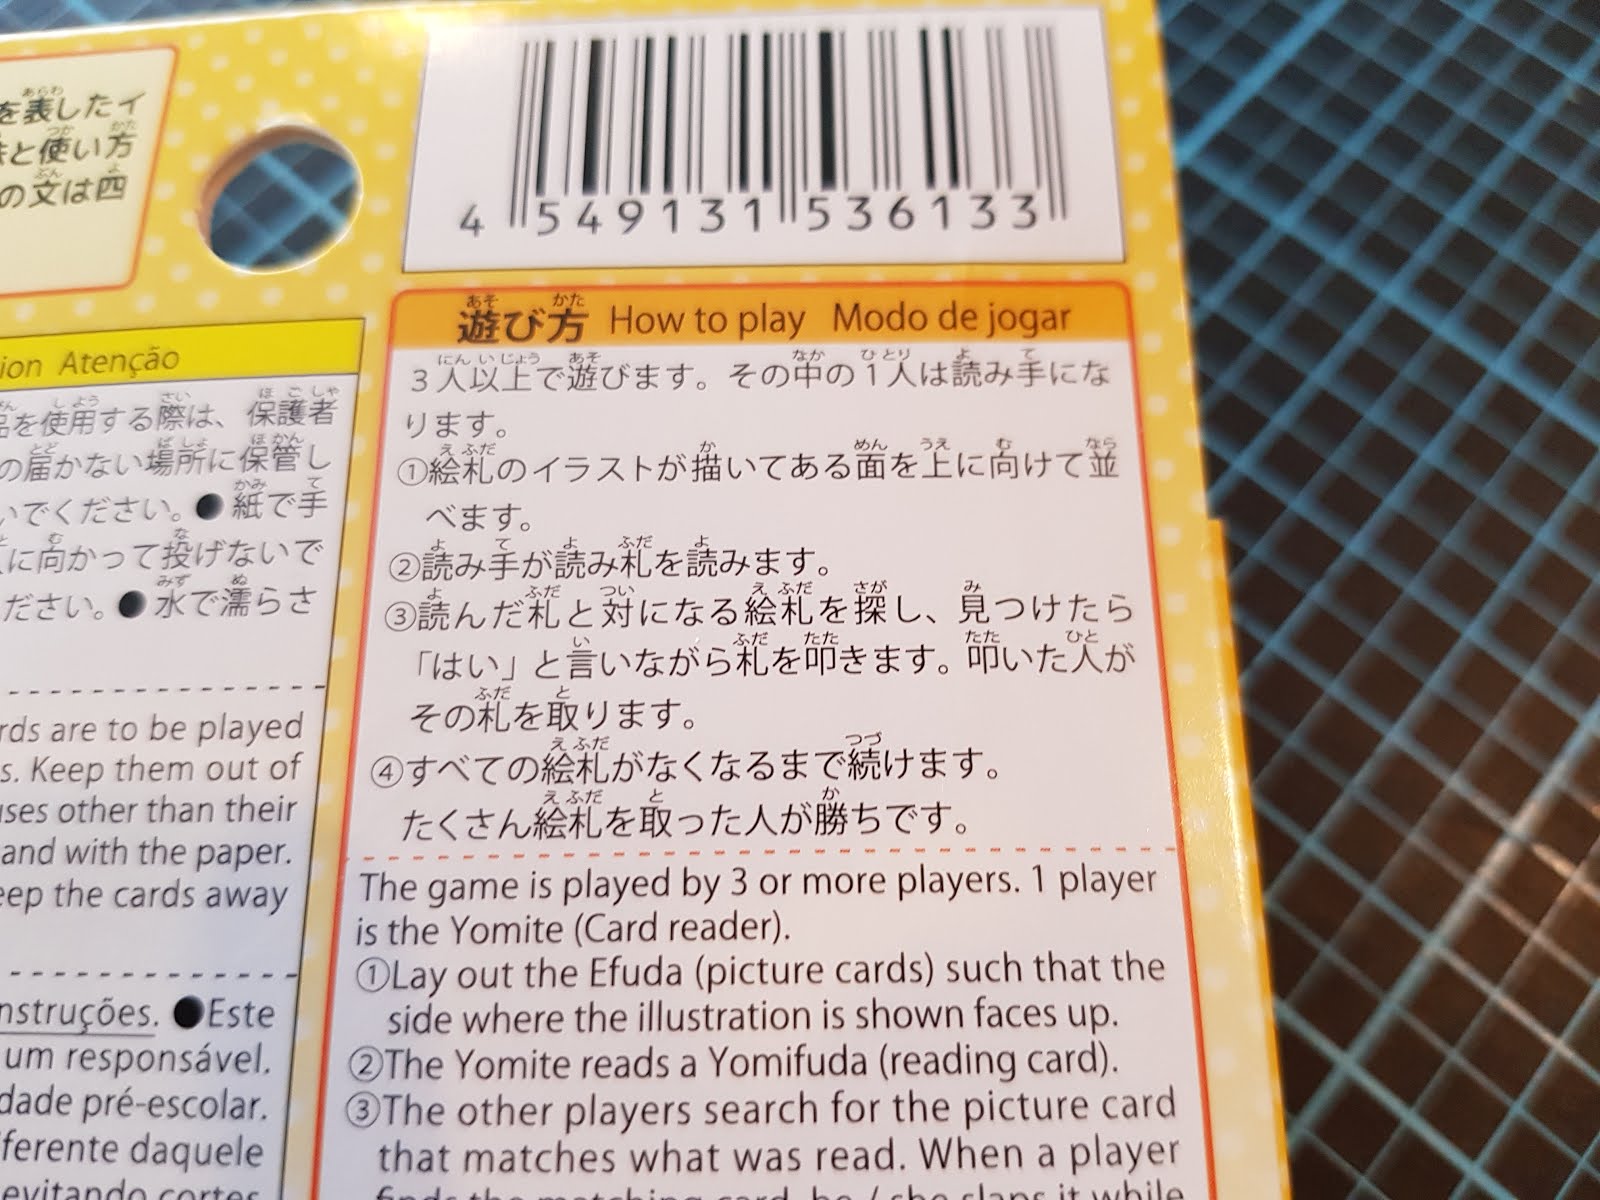 を表したイ
と使い方
の文は四
4 549131 536133
Atenção
を使用する際は、保護者
の届かない場所に保管し
いでください。●紙で手
に向かって投げないで
ください。●水で濡らさ
are to be played
Keep them out of
other than their
and with the paper.
the cards away
●Este
um responsável.
pré-escolar.
daquele
evitando cortes
遊び方 How to play Modo de jogar
3人以上で遊びます。その中の1人は読み手にな
ります。
①絵札のイラストが描いてある面を上に向けて並
べます。
②読み手が読み札を読みます。
③読んだ札と対になる絵札を探し、見つけたら
「はい」と言いながら札を叩きます。叩いた人が
その札を取ります。
④すべての絵札がなくなるまで続けます。
たくさん絵札を取った人が勝ちです。
The game is played by 3 or more players. 1 player
is the Yomite (Card reader).
①Lay out the Efuda (picture cards) such that the
side where the illustration is shown faces up.
②The Yomite reads a Yomifuda (reading card).
③The other players search for the picture card
that matches what was read. When a player
finds the matching card, he / she slaps it while